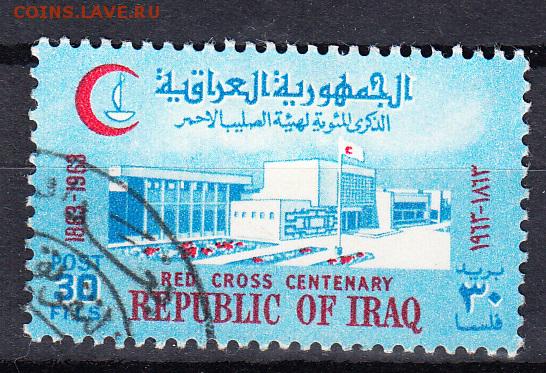 COINS.LAVE.RU
الجمهورية العراقية
الذكرى المئوية لهيئة الصليب الاحمر
1863-1963
١٩٦٣-١٨٦٣
POST
30
FILS
بريد
٣٠
فلسا
RED CROSS CENTENARY
REPUBLIC OF IRAQ